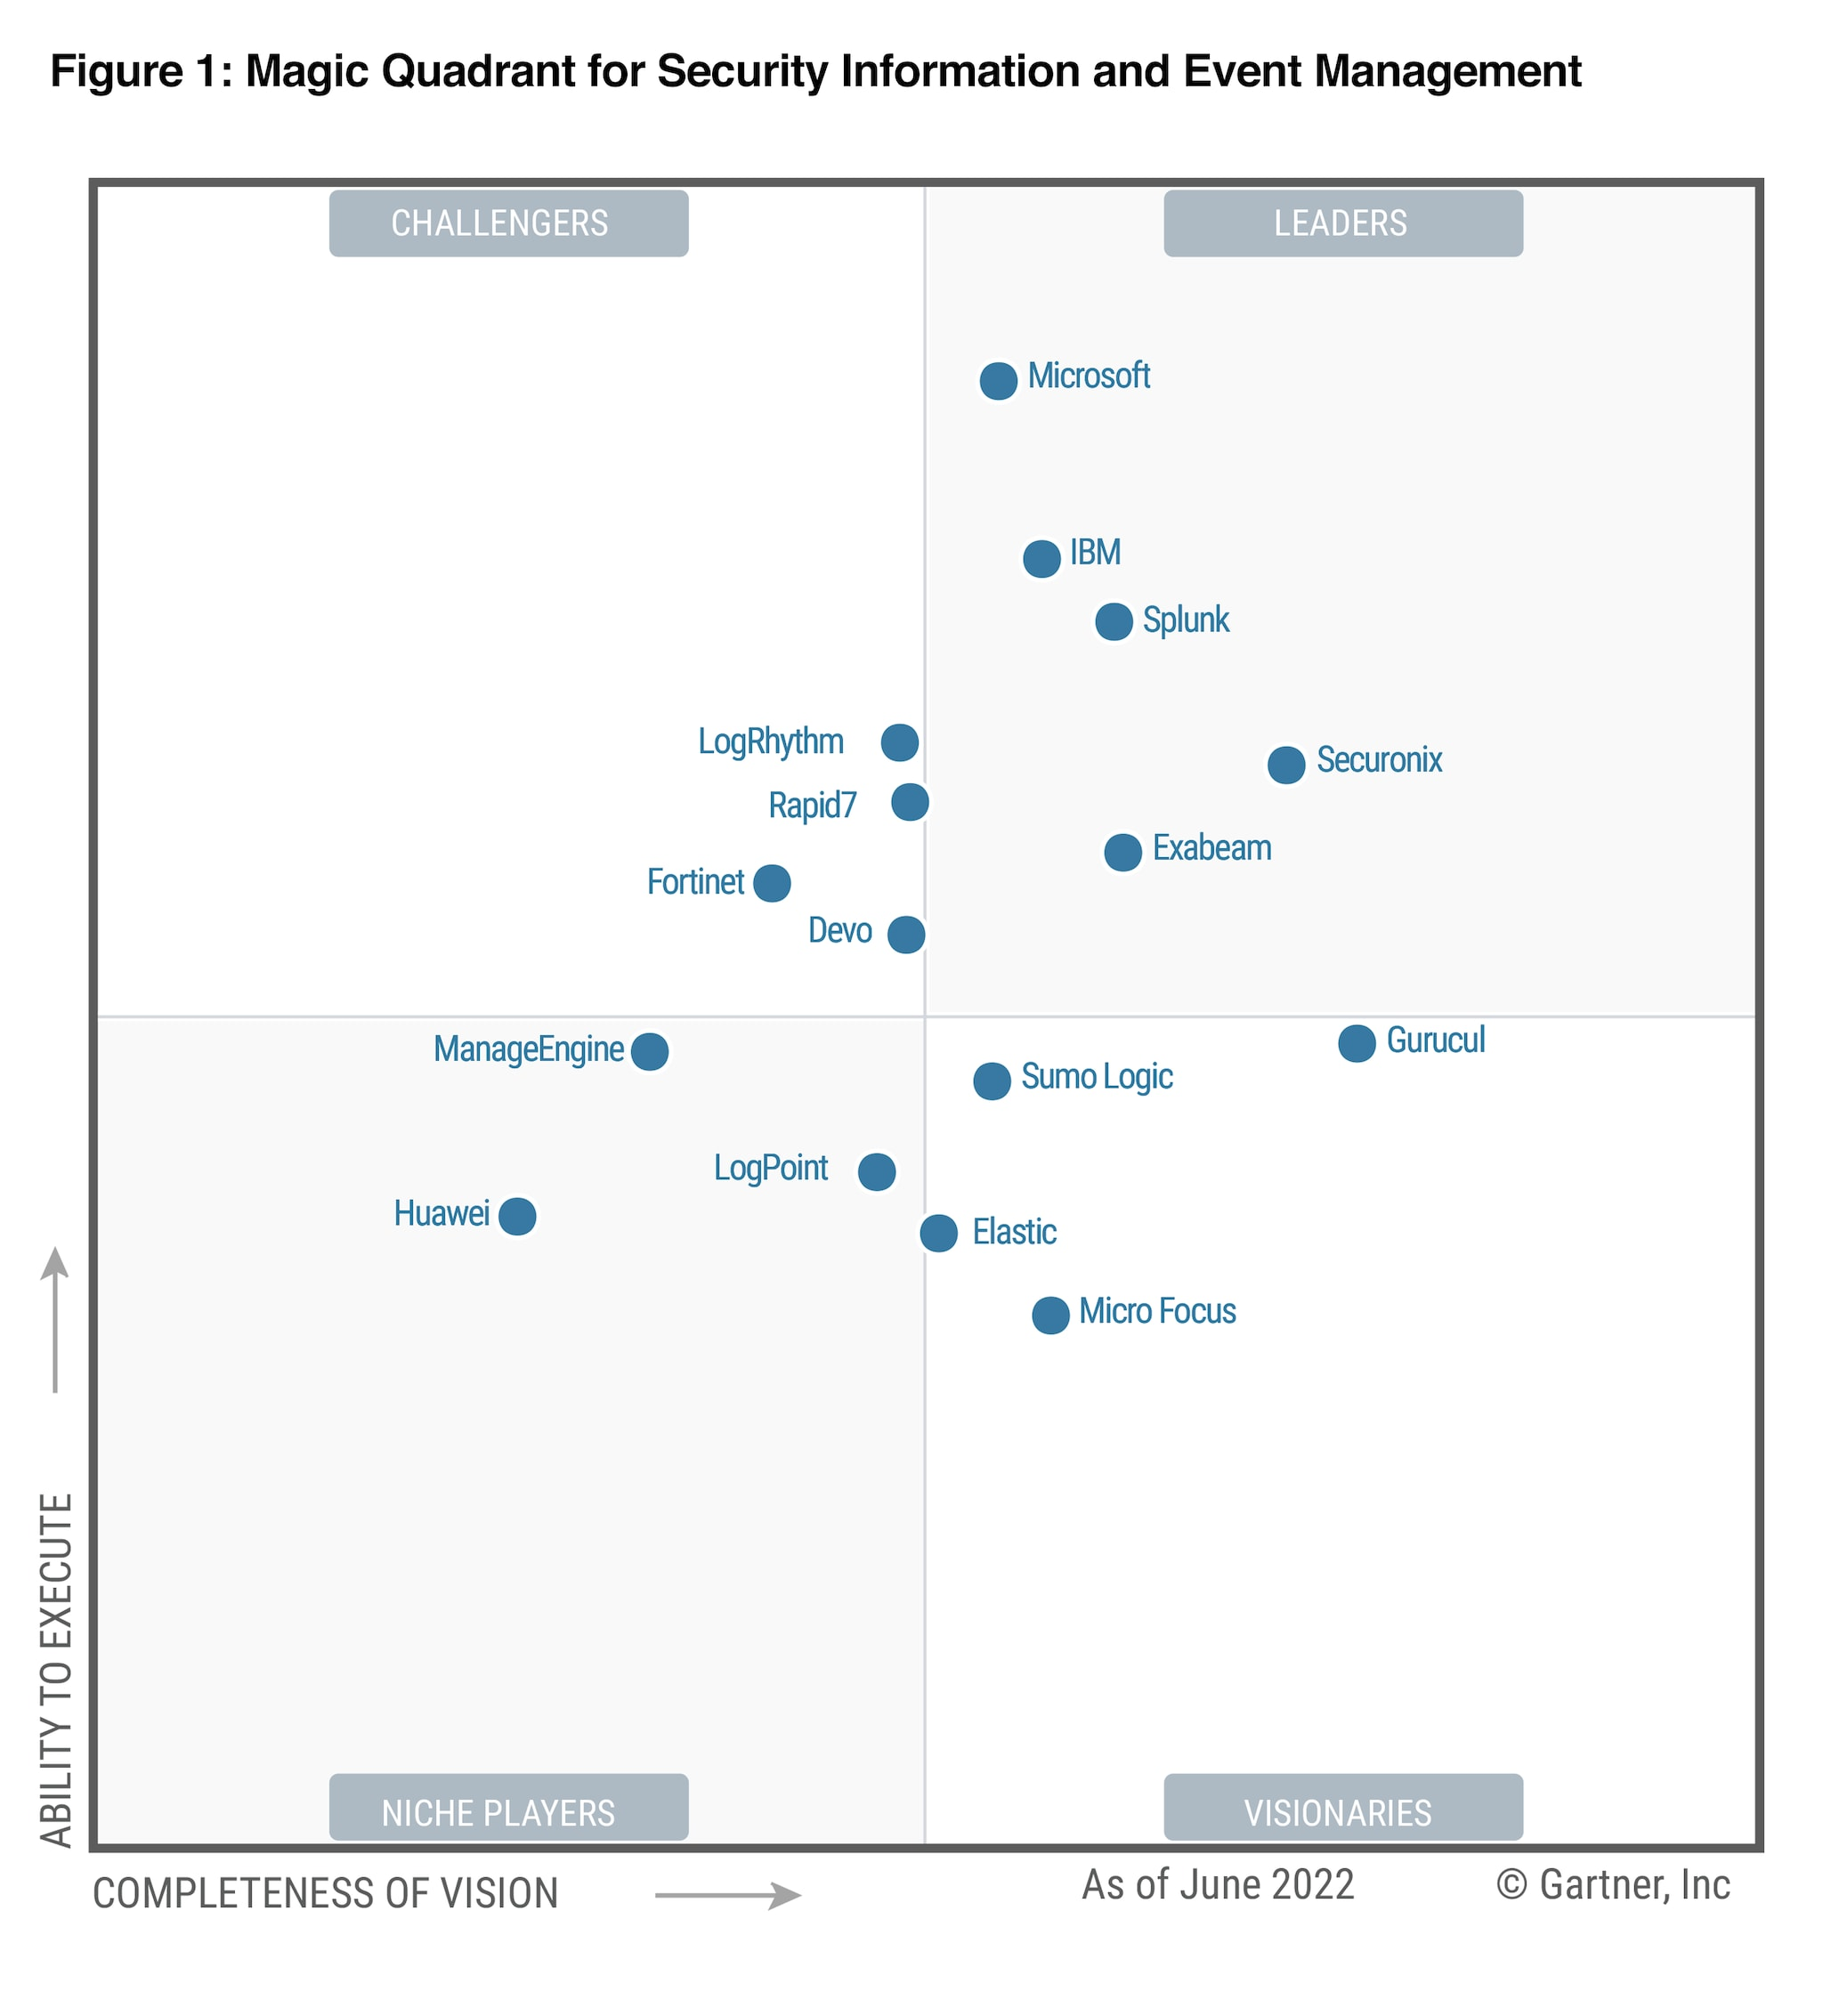 Figure 1: Magic Quadrant for Security Information and Event Management
CHALLENGERS
LEADERS
Microsoft
IBM
Splunk
LogRhythm
Securonix
Rapid7
Exabeam
Fortinet
Devo
ManageEngine
Gurucul
Sumo Logic
LogPoint
Huawei
Elastic
Micro Focus
ABILITY TO EXECUTE
NICHE PLAYERS
VISIONARIES
COMPLETENESS OF VISION
As of June 2022
© Gartner, Inc